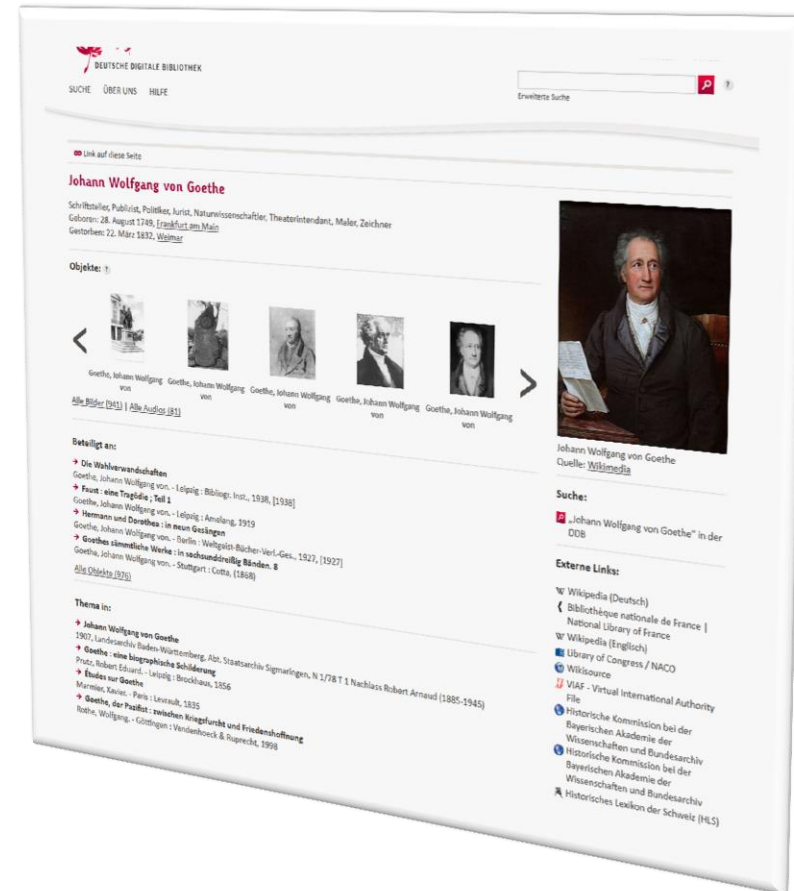 DEUTSCHE DIGITALE BIBLIOTHEK
SUCHE ÜBER UNS HILFE
Erweiterte Suche
?
Link auf diese Seite
Johann Wolfgang von Goethe
Schriftsteller, Publizist, Politiker, Jurist, Naturwissenschaftler, Theaterintendant, Maler, Zeichner
Geboren: 28. August 1749, Frankfurt am Main
Gestorben: 22. März 1832, Weimar
Objekte: ?
Goethe, Johann Wolfgang
von
Goethe, Johann Wolfgang
von
Goethe, Johann Wolfgang
von
Goethe, Johann Wolfgang
von
Goethe, Johann Wolfgang
von
Alle Bilder (941) | Alle Audios (81)
Beteiligt an:
Die Wahlverwandschaften
Goethe, Johann Wolfgang von. - Leipzig : Bibliogr. Inst., 1938, [1938]
Faust : eine Tragödie ; Teil 1
Goethe, Johann Wolfgang von. - Leipzig : Amelang, 1919
Hermann und Dorothea : in neun Gesängen
Goethe, Johann Wolfgang von. - Berlin : Weltgeist-Bücher-Verl.-Ges., 1927, [1927]
Goethes sämmtliche Werke : in sechsunddreißig Bänden. 8
Goethe, Johann Wolfgang von. - Stuttgart : Cotta, (1868)
Alle Objekte (976)
Thema in:
Johann Wolfgang von Goethe
1907, Landesarchiv Baden-Württemberg, Abt. Staatsarchiv Sigmaringen, N 1/78 T 1 Nachlass Robert Arnaud (1885-1945)
Goethe : eine biographische Schilderung
Prutz, Robert Eduard. - Leipzig : Brockhaus, 1856
Études sur Goethe
Marmier, Xavier. - Paris : Levrault, 1835
Goethe, der Pazifist : zwischen Kriegsfurcht und Friedenshoffnung
Rothe, Wolfgang. - Göttingen : Vandenhoeck & Ruprecht, 1998
Johann Wolfgang von Goethe
Quelle: Wikimedia
Suche:
„Johann Wolfgang von Goethe“ in der
DDB
Externe Links:
W Wikipedia (Deutsch)
Bibliothèque nationale de France |
National Library of France
W Wikipedia (Englisch)
Library of Congress / NACO
Wikisource
VIAF - Virtual International Authority
File
Historische Kommission bei der
Bayerischen Akademie der
Wissenschaften und Bundesarchiv
Historische Kommission bei der
Bayerischen Akademie der
Wissenschaften und Bundesarchiv
Historisches Lexikon der Schweiz (HLS)